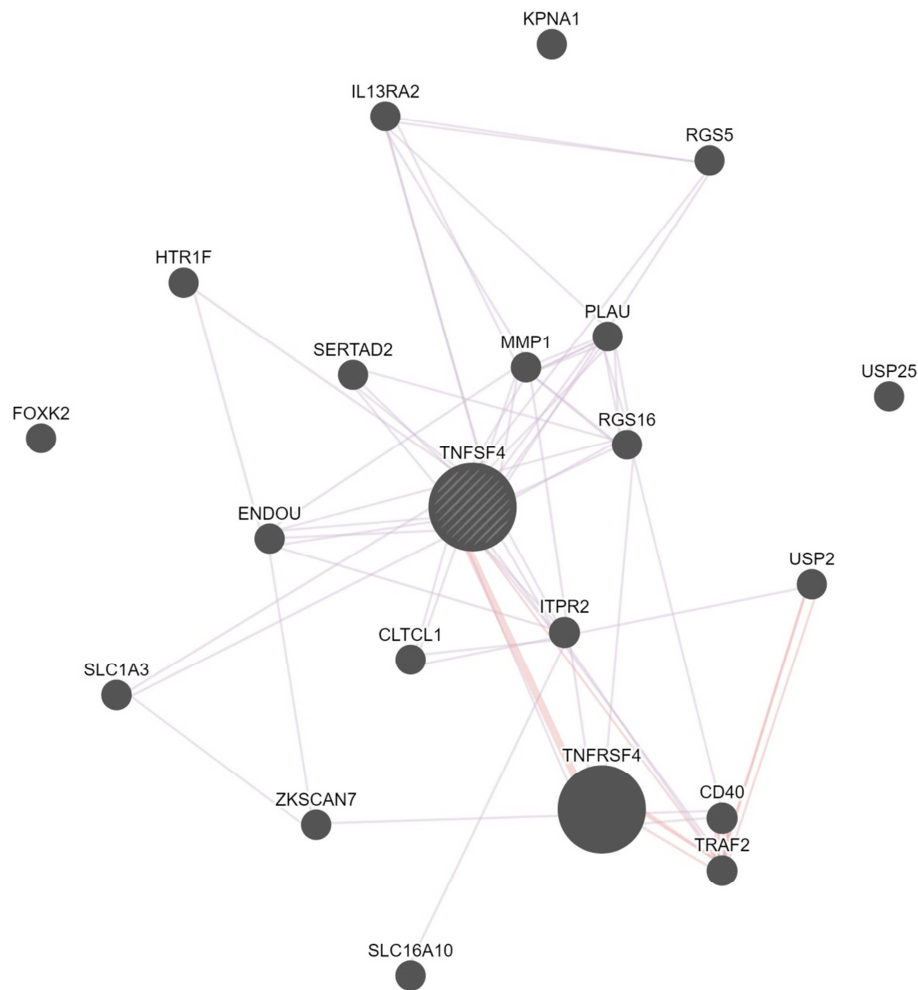 KPNA1
IL13RA2
RGS5
HTR1F
PLAU
MMP1
SERTAD2
USP25
FOXK2
RGS16
TNFSF4
ENDOU
USP2
ITPR2
CLTCL1
SLC1A3
TNFRSF4
CD40
ZKSCAN7
TRAF2
SLC16A10